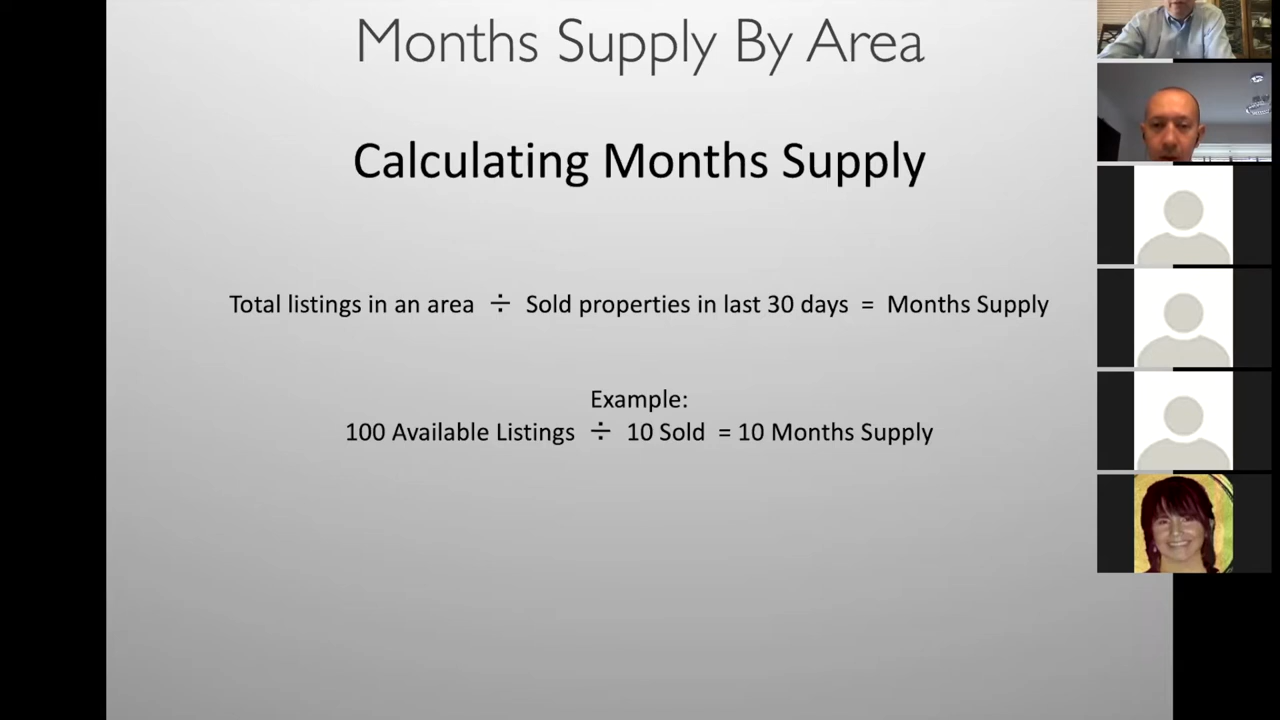 Months Supply By Area
Calculating Months Supply
Total listings in an area ÷ Sold properties in last 30 days = Months Supply
Example:
100 Available Listings ÷ 10 Sold = 10 Months Supply